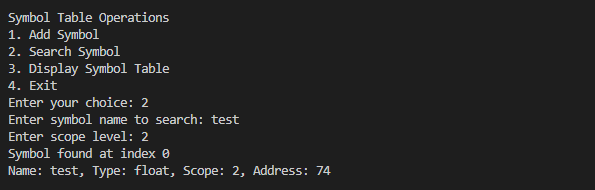 Symbol Table Operations
1. Add Symbol
2. Search Symbol
3. Display Symbol Table
4. Exit
Enter your choice: 2
Enter symbol name to search: test
Enter scope level: 2
Symbol found at index 0
Name: test, Type: float, Scope: 2, Address: 74